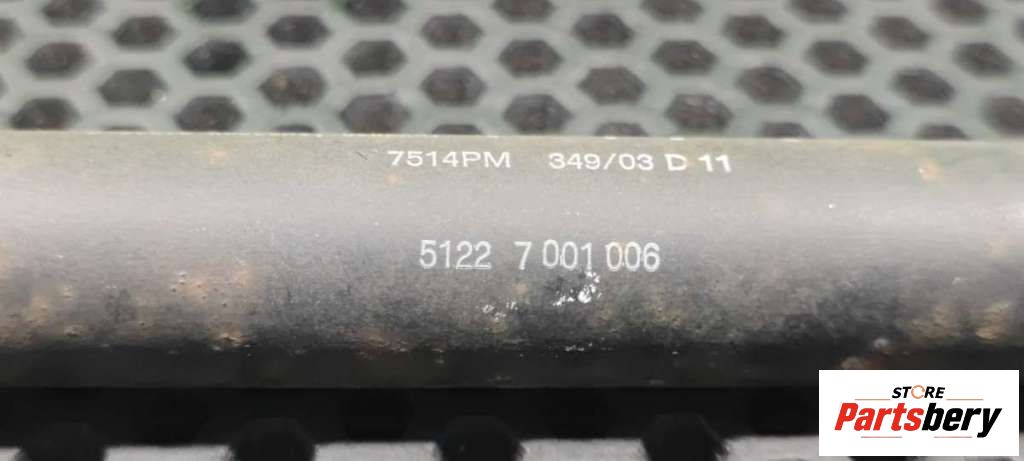 7514PM 349/03 D 11
5122 7 001 006
STORE
Partsbery